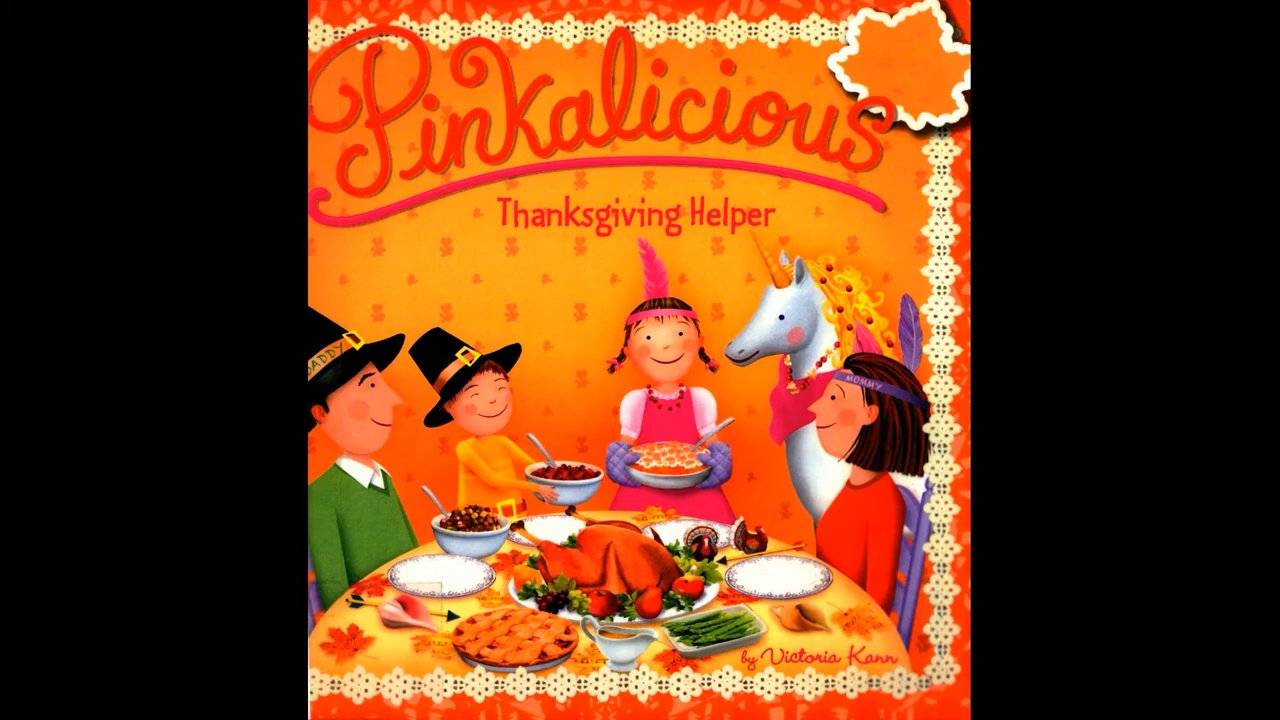 Pinkalicious
Thanksgiving Helper
DADDY
MOMMY
by Victoria Kann